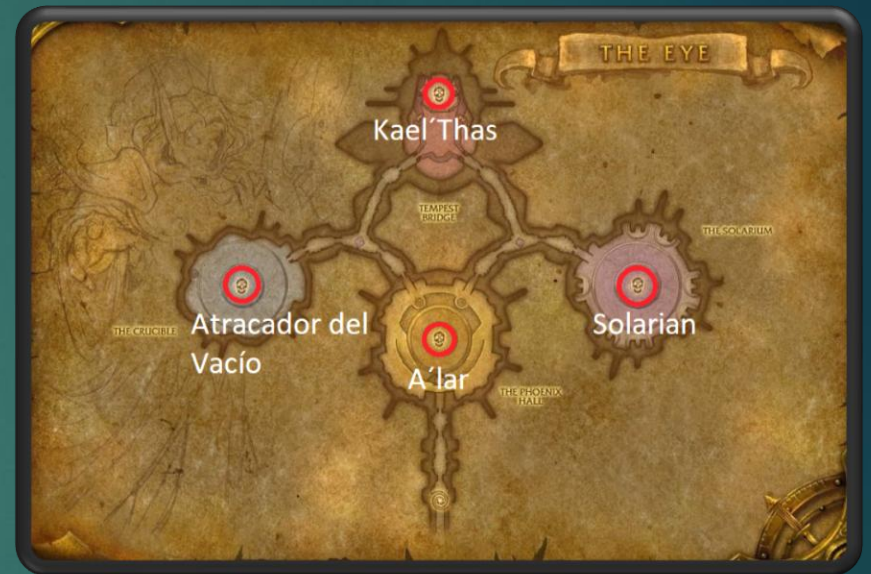 THE EYE
Kael´Thas
TEMPEST
BRIDGE
THE SOLARIUM
THE CRUCIBLE
Atracador del
Vacío
Solarian
A´lar
THE PHOENIX
HALL